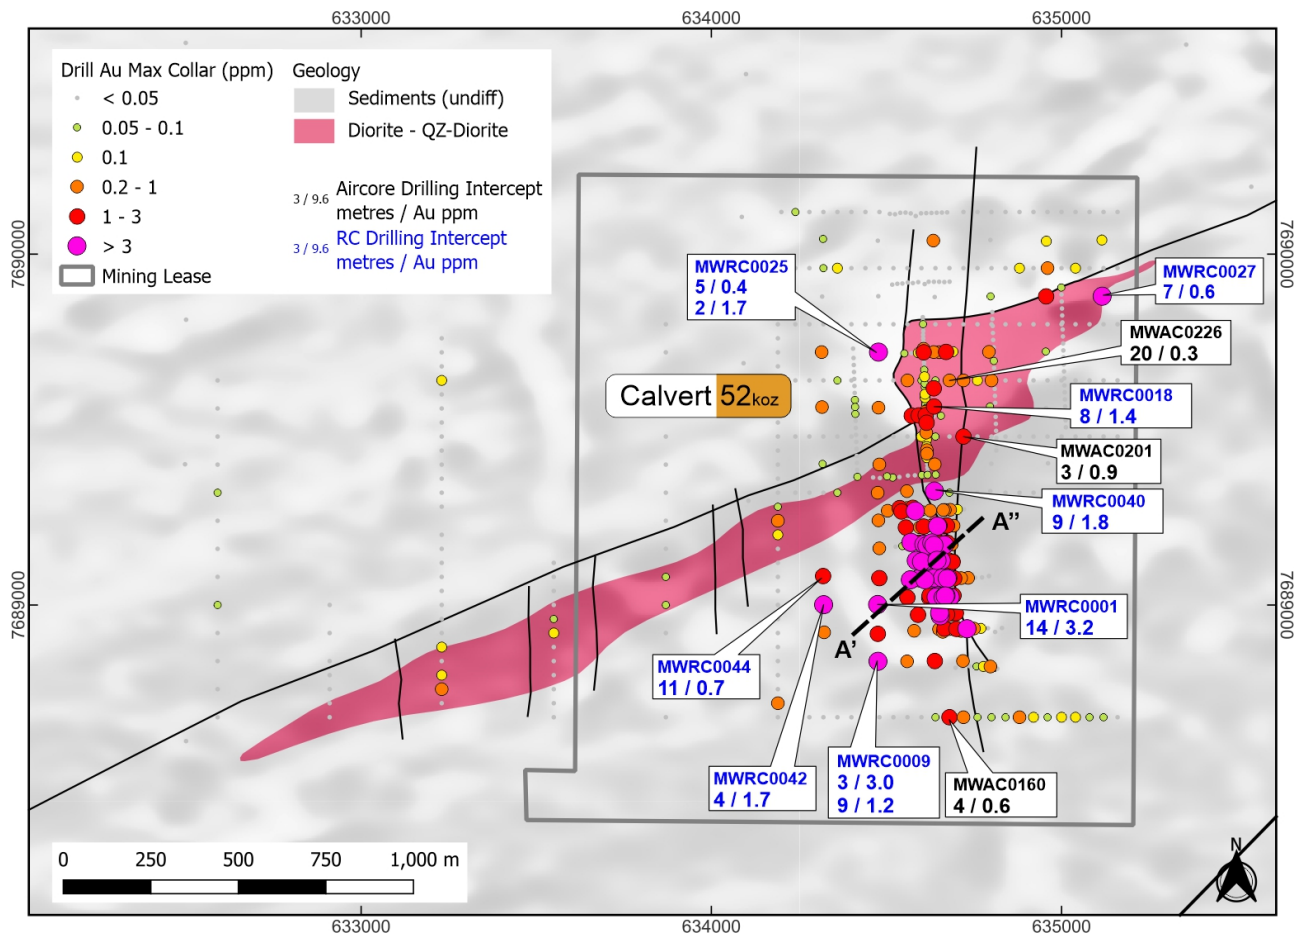 633000
634000
635000
Drill Au Max Collar (ppm)
< 0.05
0.05 - 0.1
0.1
0.2 - 1
1 - 3
> 3
Mining Lease
Geology
Sediments (undiff)
Diorite - QZ-Diorite
3 / 9.6 Aircore Drilling Intercept
metres / Au ppm
3 / 9.6 RC Drilling Intercept
metres / Au ppm
7690000
7690000
MWRC0025
5 / 0.4
2 / 1.7
MWRC0027
7 / 0.6
MWAC0226
20 / 0.3
Calvert 52koz
MWRC0018
8 / 1.4
MWAC0201
3 / 0.9
MWRC0040
9 / 1.8
A’’
7689000
7689000
MWRC0001
14 / 3.2
A’
MWRC0044
11 / 0.7
MWRC0042
4 / 1.7
MWRC0009
3 / 3.0
9 / 1.2
MWAC0160
4 / 0.6
0 250 500 750 1,000 m
N
633000
634000
635000